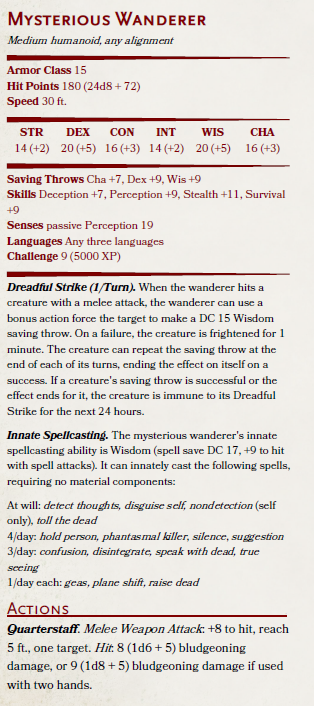 Mysterious Wanderer
Medium humanoid, any alignment
Armor Class 15
Hit Points 180 (24d8 + 72)
Speed 30 ft.
STR DEX CON INT WIS CHA
14 (+2) 20 (+5) 16 (+3) 14 (+2) 20 (+5) 16 (+3)
Saving Throws Cha +7, Dex +9, Wis +9
Skills Deception +7, Perception +9, Stealth +11, Survival
+9
Senses passive Perception 19
Languages Any three languages
Challenge 9 (5000 XP)
Dreadful Strike (1/Turn). When the wanderer hits a
creature with a melee attack, the wanderer can use a
bonus action force the target to make a DC 15 Wisdom
saving throw. On a failure, the creature is frightened for 1
minute. The creature can repeat the saving throw at the
end of each of its turns, ending the effect on itself on a
success. If a creature's saving throw is successful or the
effect ends for it, the creature is immune to its Dreadful
Strike for the next 24 hours.
Innate Spellcasting. The mysterious wanderer's innate
spellcasting ability is Wisdom (spell save DC 17, +9 to hit
with spell attacks). It can innately cast the following spells,
requiring no material components:
At will: detect thoughts, disguise self, nondetection (self
only), toll the dead
4/day: hold person, phantasmal killer, silence, suggestion
3/day: confusion, disintegrate, speak with dead, true
seeing
1/day each: geas, plane shift, raise dead
Actions
Quarterstaff. Melee Weapon Attack: +8 to hit, reach
5 ft., one target. Hit: 8 (1d6 + 5) bludgeoning
damage, or 9 (1d8 + 5) bludgeoning damage if used
with two hands.